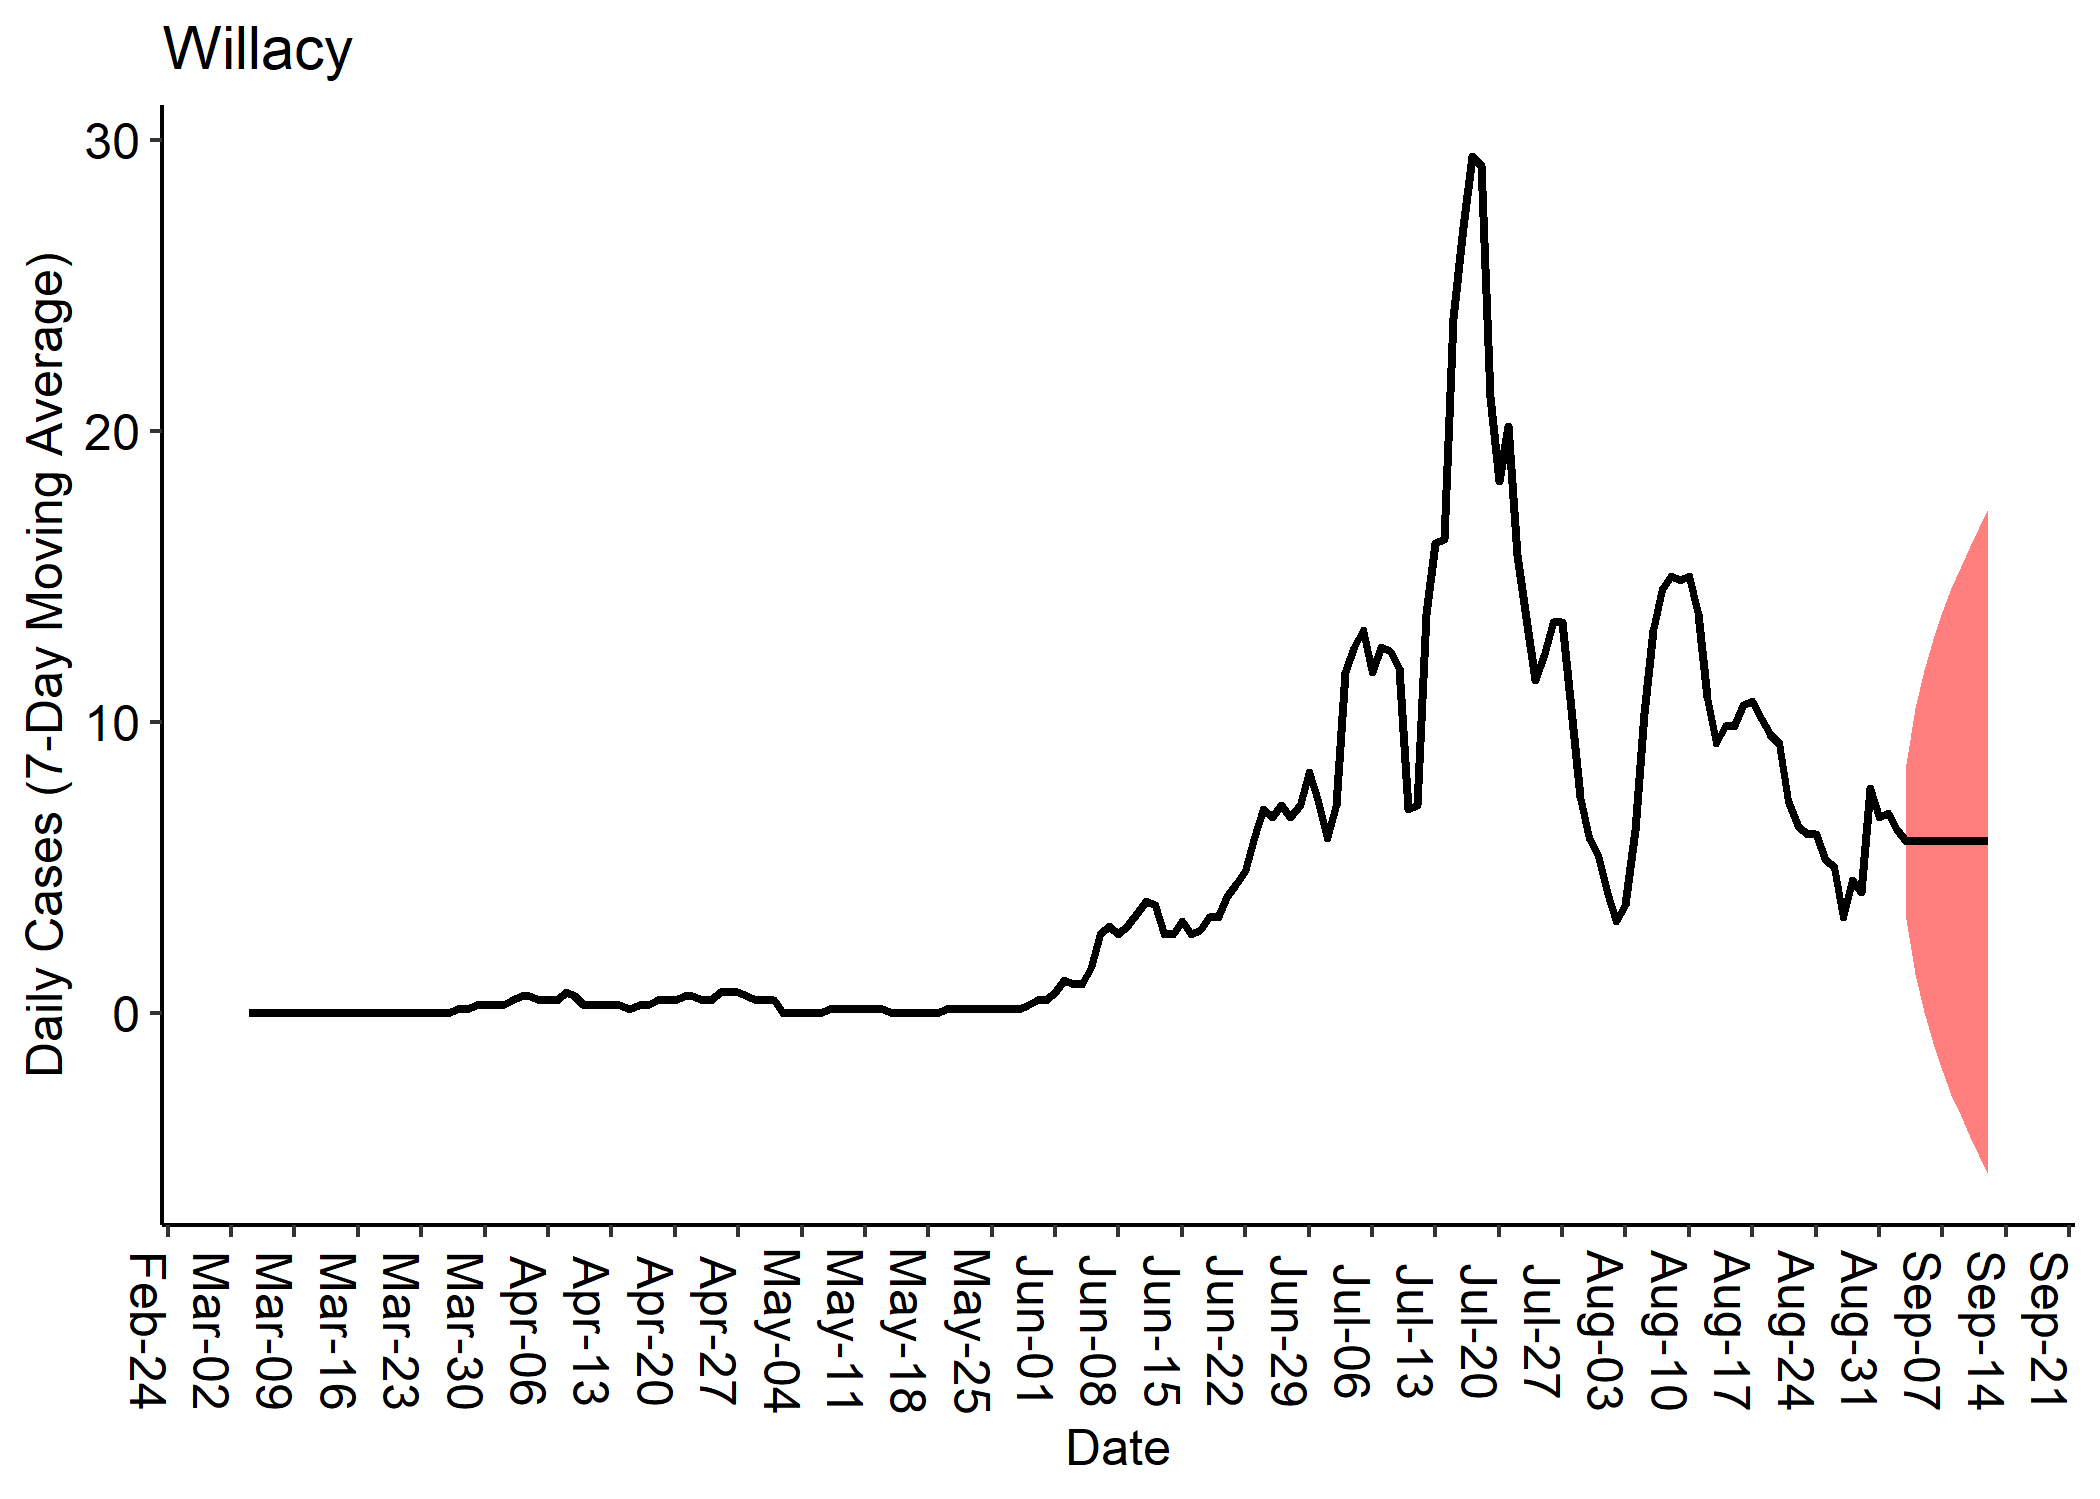 Willacy
Daily Cases (7-Day Moving Average)
30
20
10
0
Feb-24
Mar-02
Mar-09
Mar-16
Mar-23
Mar-30
Apr-06
Apr-13
Apr-20
Apr-27
May-04
May-11
May-18
May-25
Jun-01
Jun-08
Jun-15
Jun-22
Jun-29
Jul-06
Jul-13
Jul-20
Jul-27
Aug-03
Aug-10
Aug-17
Aug-24
Aug-31
Sep-07
Sep-14
Sep-21
Date